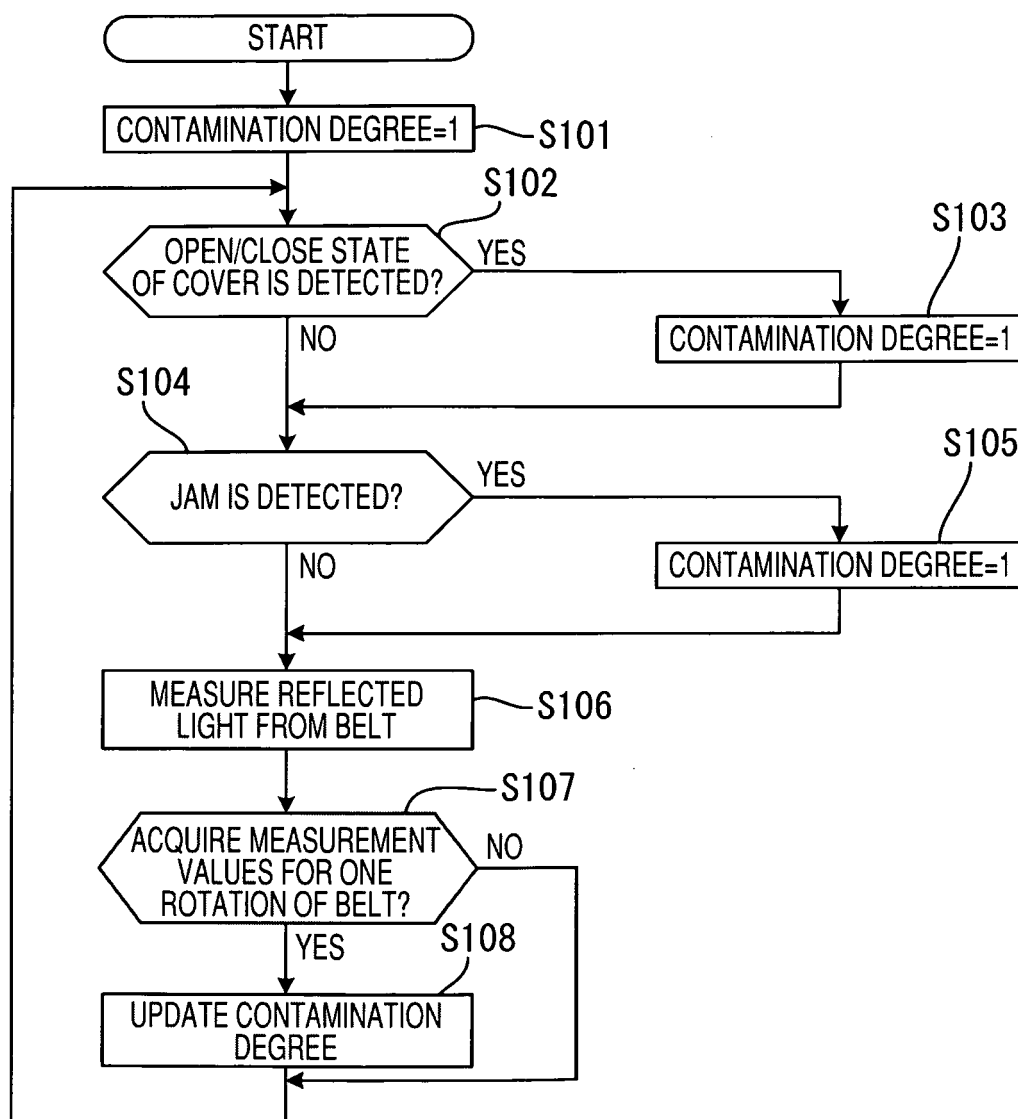 START
CONTAMINATION DEGREE=1
S101
S102
OPEN/CLOSE STATE
OF COVER IS DETECTED?
YES
NO
S103
CONTAMINATION DEGREE=1
S104
JAM IS DETECTED?
YES
NO
S105
CONTAMINATION DEGREE=1
MEASURE REFLECTED
LIGHT FROM BELT
S106
S107
ACQUIRE MEASUREMENT
VALUES FOR ONE
ROTATION OF BELT?
NO
YES
S108
UPDATE CONTAMINATION
DEGREE